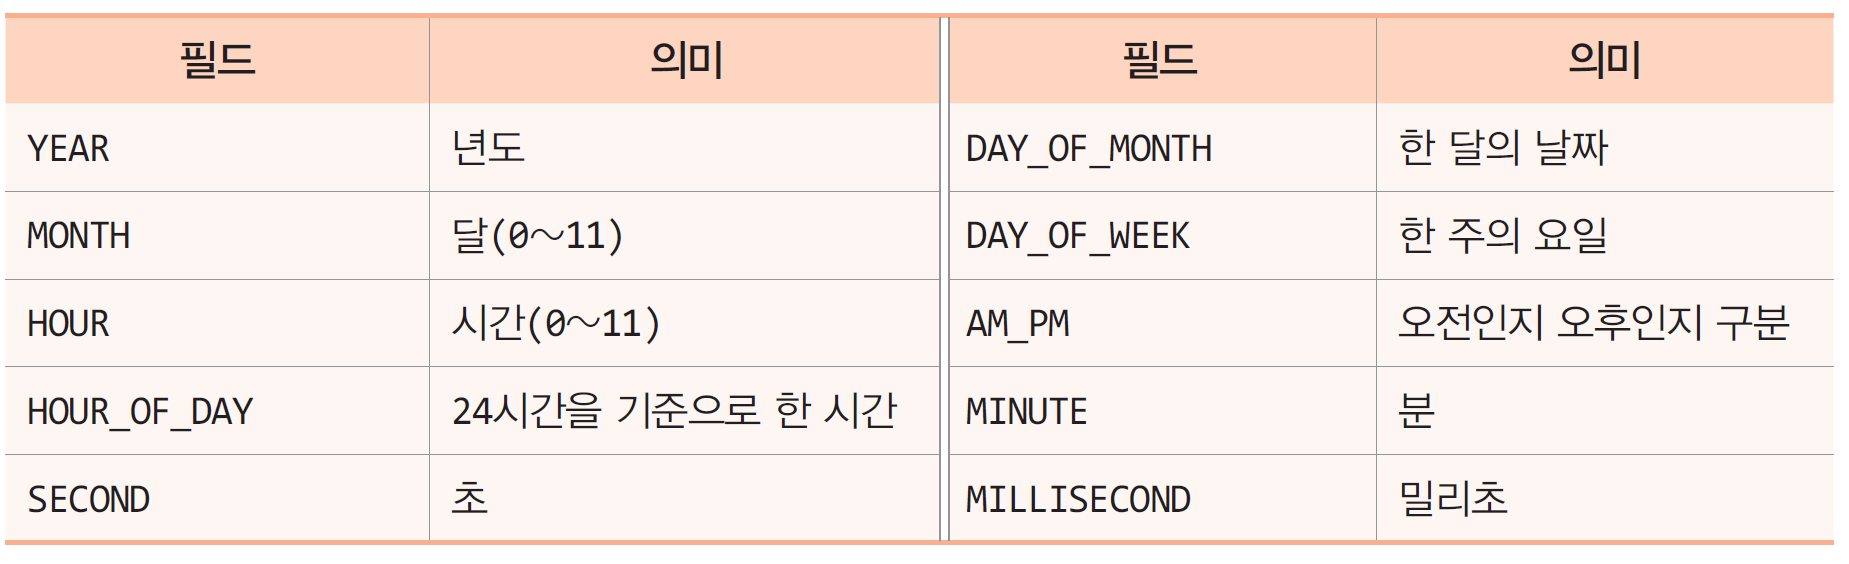 필드 의미 필드 의미
YEAR 년도 DAY_OF_MONTH 한 달의 날짜
MONTH 달(0~11) DAY_OF_WEEK 한 주의 요일
HOUR 시간(0~11) AM_PM 오전인지 오후인지 구분
HOUR_OF_DAY 24시간을 기준으로 한 시간 MINUTE 분
SECOND 초 MILLISECOND 밀리초